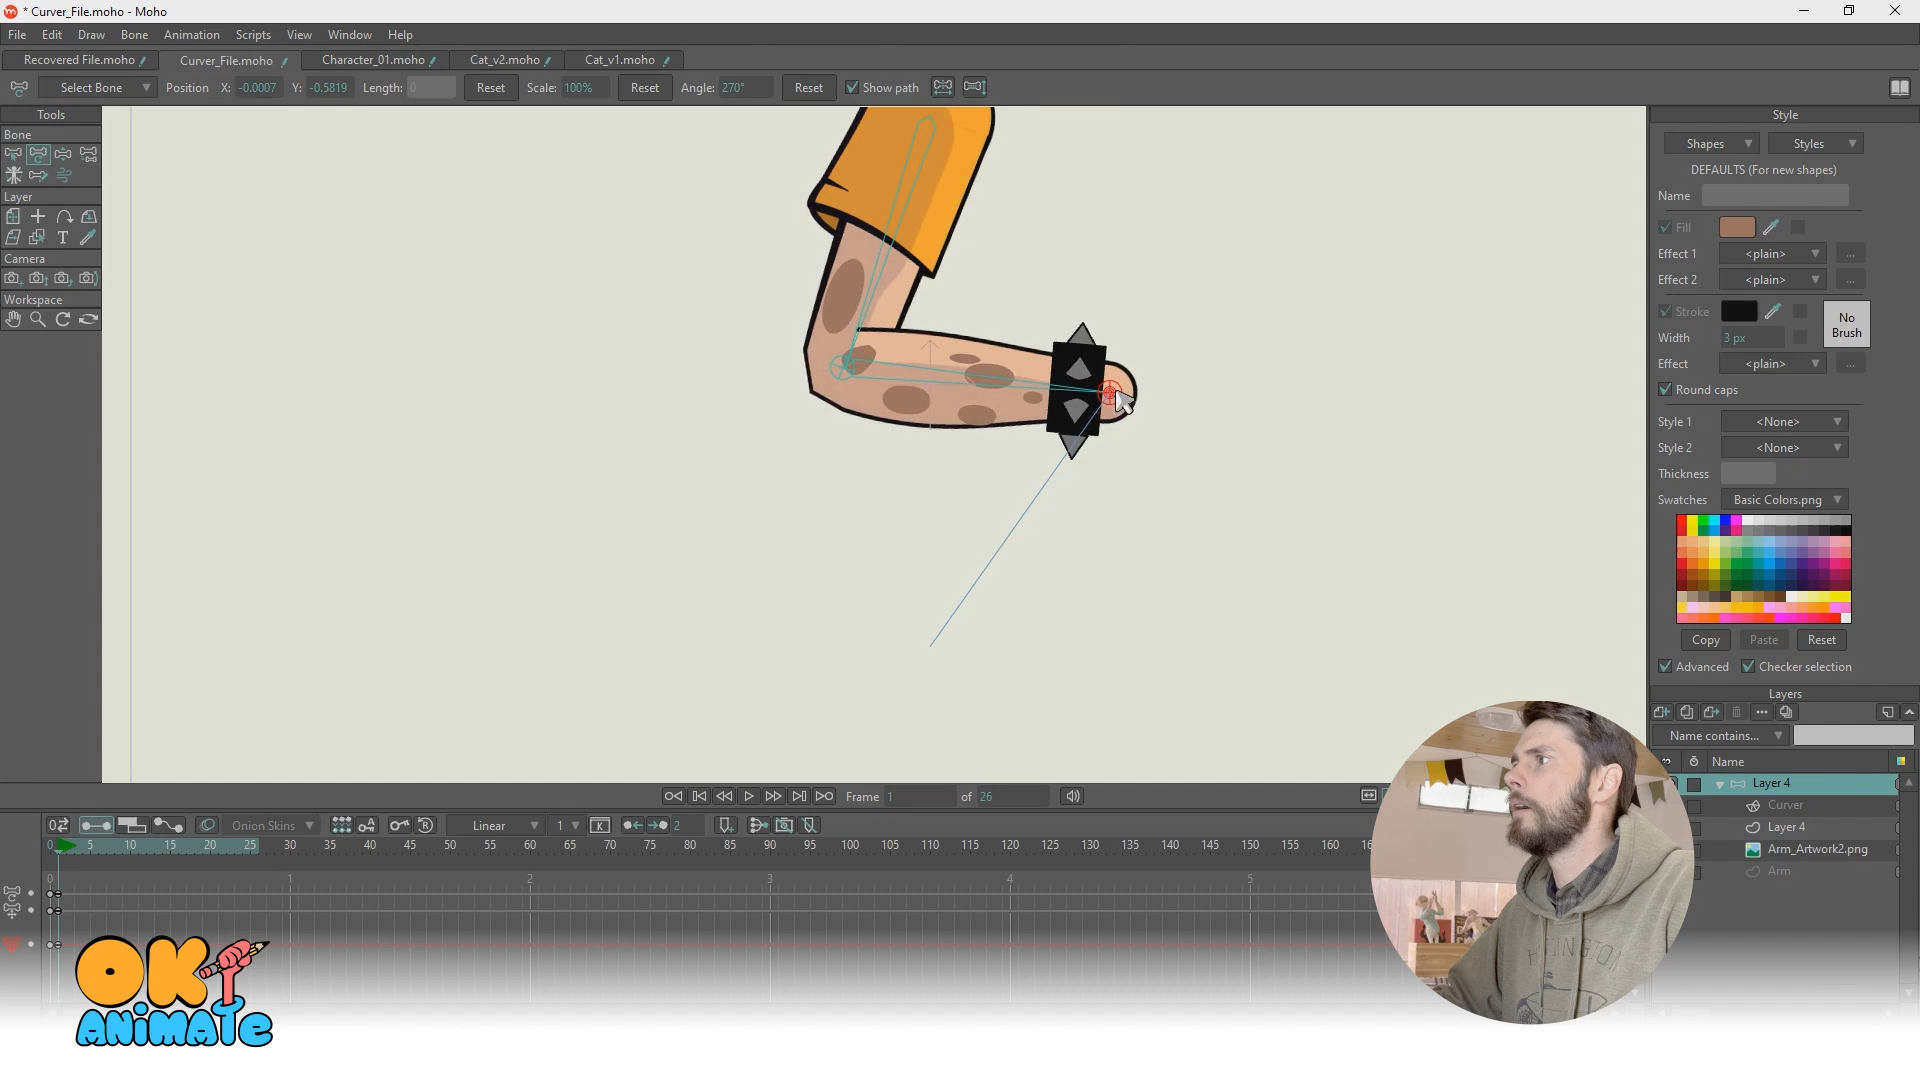 * Curver_File.moho - Moho
File Edit Draw Bone Animation Scripts View Window Help
Recovered File.moho Curver_File.moho Character_01.moho Cat_v2.moho Cat_v1.moho
Select Bone Position X: -0.0007 Y: -0.5819 Length: 0 Reset Scale: 100% Reset Angle: 270° Reset Show path
Tools
Bone
Layer
T
Camera
Workspace
Style
Shapes Styles
DEFAULTS (For new shapes)
Name
Fill
Effect 1 <plain> ...
Effect 2 <plain> ...
Stroke
No Brush
Width 3 px
Effect <plain> ...
Round caps
Style 1 <None>
Style 2 <None>
Thickness
Swatches Basic Colors.png
Copy Paste Reset
Advanced Checker selection
Layers
Name contains...
Name
Layer 4
Curver
Layer 4
Arm_Artwork2.png
Arm
Frame 1 of 26
Onion Skins Linear 1 K 2
0 5 10 15 20 25 30 35 40 45 50 55 60 65 70 75 80 85 90 95 100 105 110 115 120 125 130 135 140 145 150 155 160
0 1 2 3 4 5
OK!
ANIMATE